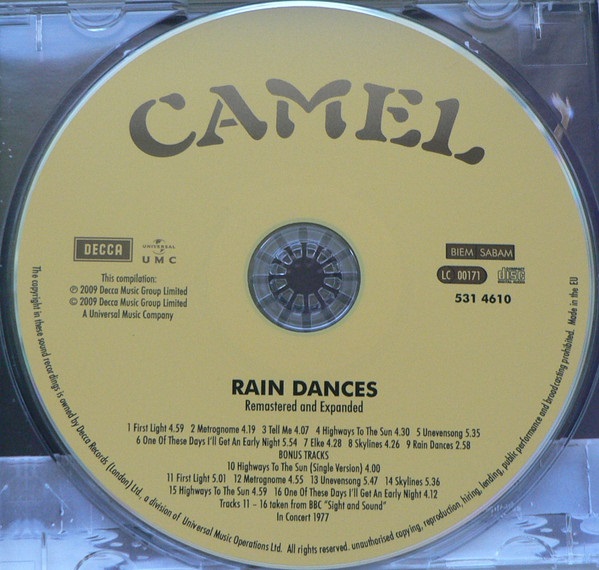 CAMEL
DECCA
UNIVERSAL
UMC
This compilation:
℗ 2009 Decca Music Group Limited
© 2009 Decca Music Group Limited
A Universal Music Company
BIEM SABAM
LC 00171
disc
DIGITAL AUDIO
531 4610
RAIN DANCES
Remastered and Expanded
1 First Light 4.59 2 Metrognome 4.19 3 Tell Me 4.07 4 Highways To The Sun 4.30 5 Unevensong 5.35
6 One Of These Days I'll Get An Early Night 5.54 7 Elke 4.28 8 Skylines 4.26 9 Rain Dances 2.58
BONUS TRACKS
10 Highways To The Sun (Single Version) 4.00
11 First Light 5.01 12 Metrognome 4.55 13 Unevensong 5.47 14 Skylines 5.36
15 Highways To The Sun 4.59 16 One Of These Days I'll Get An Early Night 4.12
Tracks 11 – 16 taken from BBC "Sight and Sound"
In Concert 1977
The copyright in these sound recordings is owned by Decca Records (London) Ltd., a division of Universal Music Operations Ltd. All rights reserved. unauthorised copying, reproduction, hiring, lending, public performance and broadcasting prohibited. Made in the EU